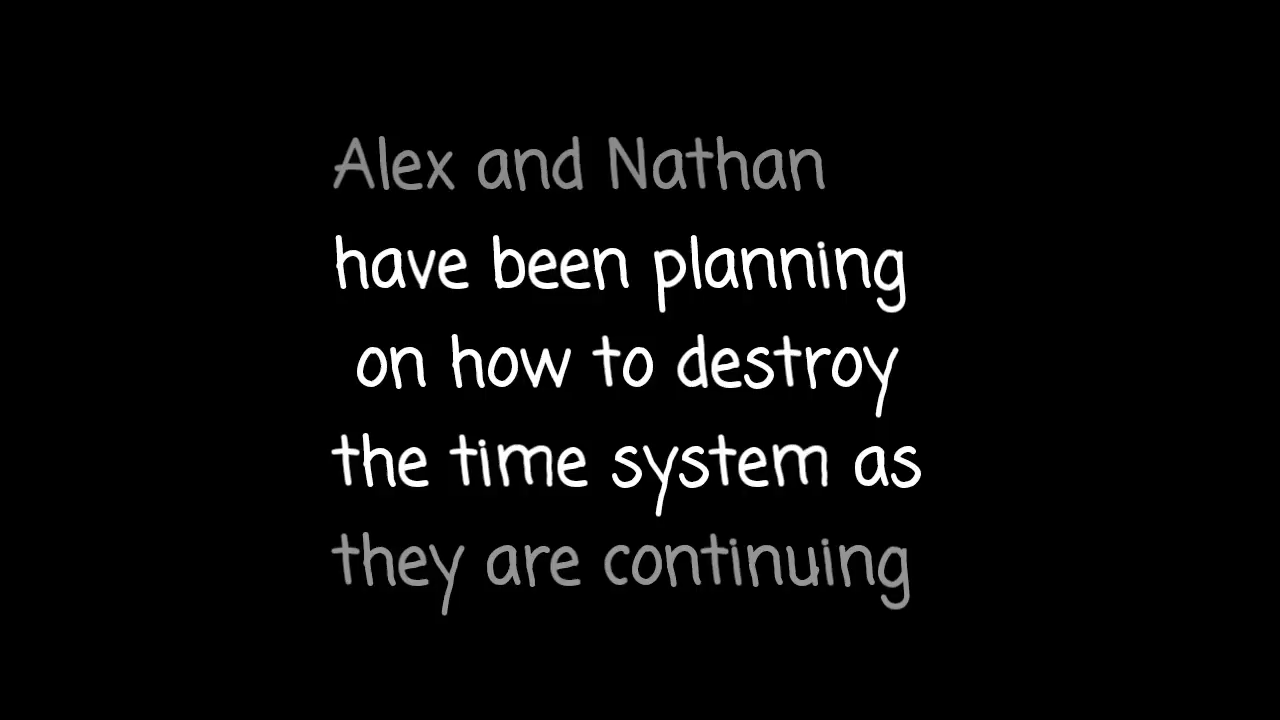 Alex and Nathan
have been planning
on how to destroy
the time system as
they are continuing